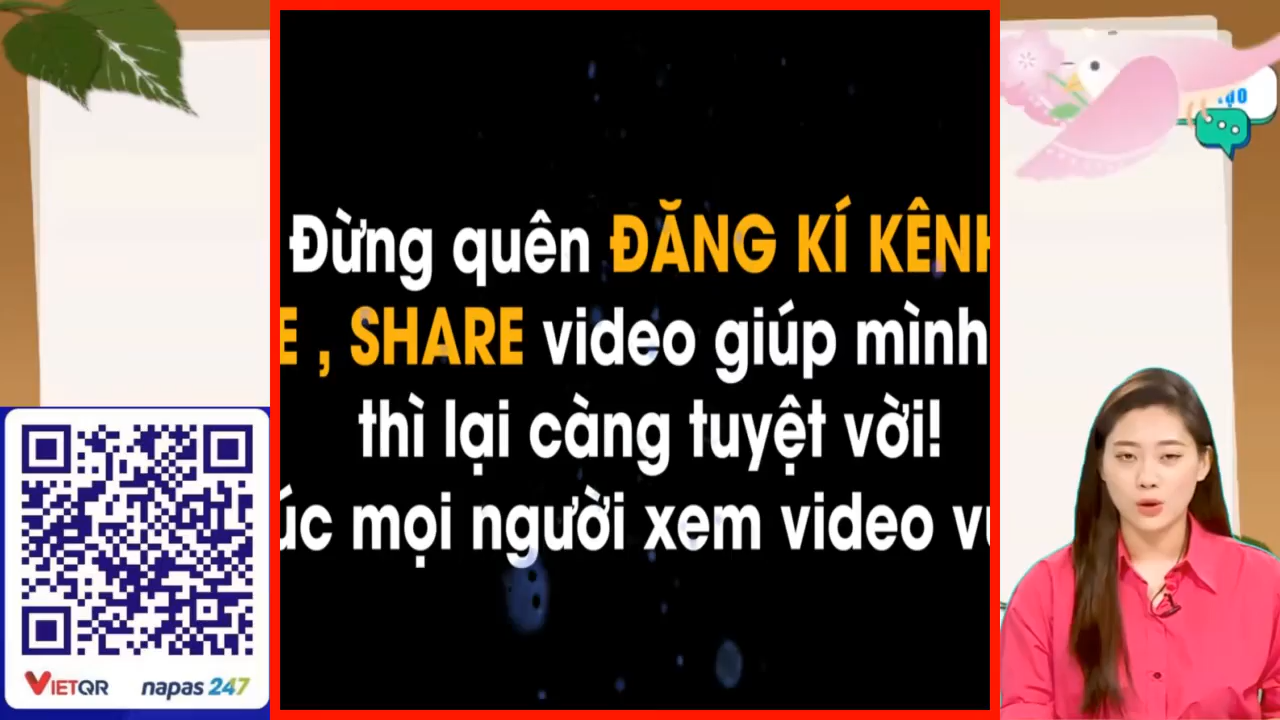 Đừng quên ĐĂNG KÍ KÊNH
E , SHARE video giúp mình
thì lại càng tuyệt vời!
úc mọi người xem video vu
VIETQR napas 247